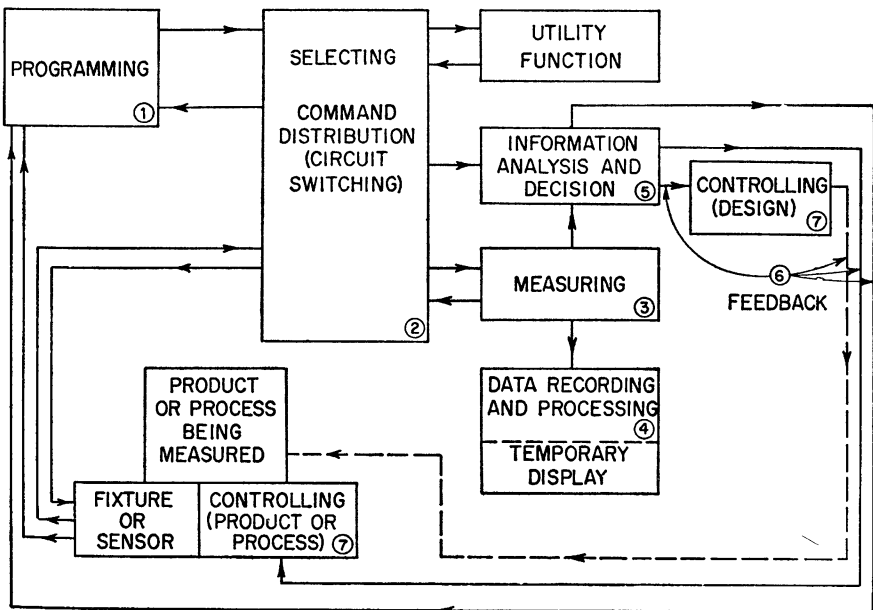 PROGRAMMING
①
SELECTING
COMMAND
DISTRIBUTION
(CIRCUIT
SWITCHING)
②
UTILITY
FUNCTION
INFORMATION
ANALYSIS AND
DECISION
⑤
CONTROLLING
(DESIGN)
⑦
⑥
FEEDBACK
MEASURING
③
DATA RECORDING
AND PROCESSING
④
TEMPORARY
DISPLAY
PRODUCT
OR PROCESS
BEING
MEASURED
FIXTURE
OR
SENSOR
CONTROLLING
(PRODUCT OR
PROCESS)
⑦